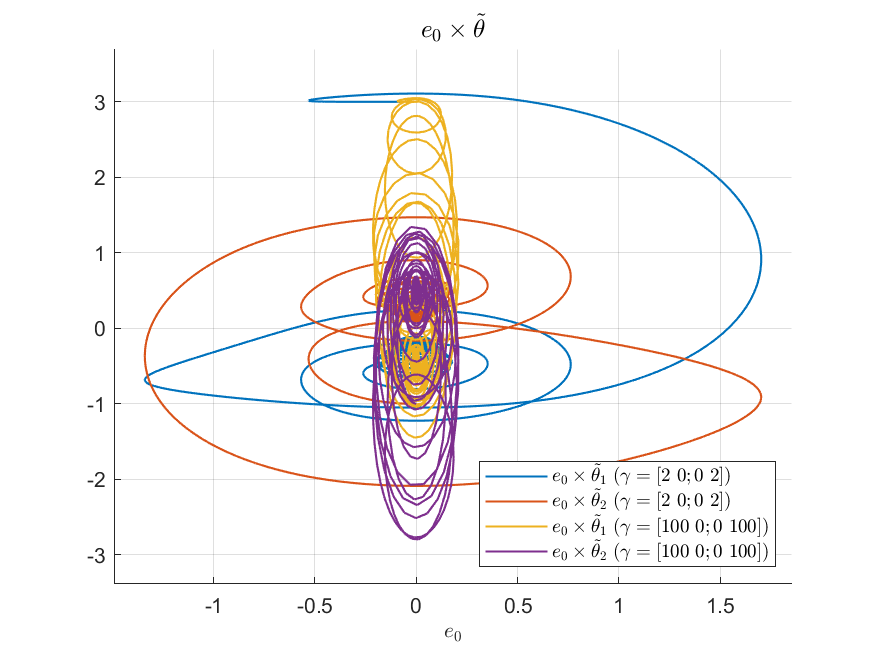 e₀ × θ̃
3
2
1
0
-1
-2
-3
e₀ × θ̃₁ (γ = [2 0; 0 2])
e₀ × θ̃₂ (γ = [2 0; 0 2])
e₀ × θ̃₁ (γ = [100 0; 0 100])
e₀ × θ̃₂ (γ = [100 0; 0 100])
-1 -0.5 0 0.5 1 1.5
e₀